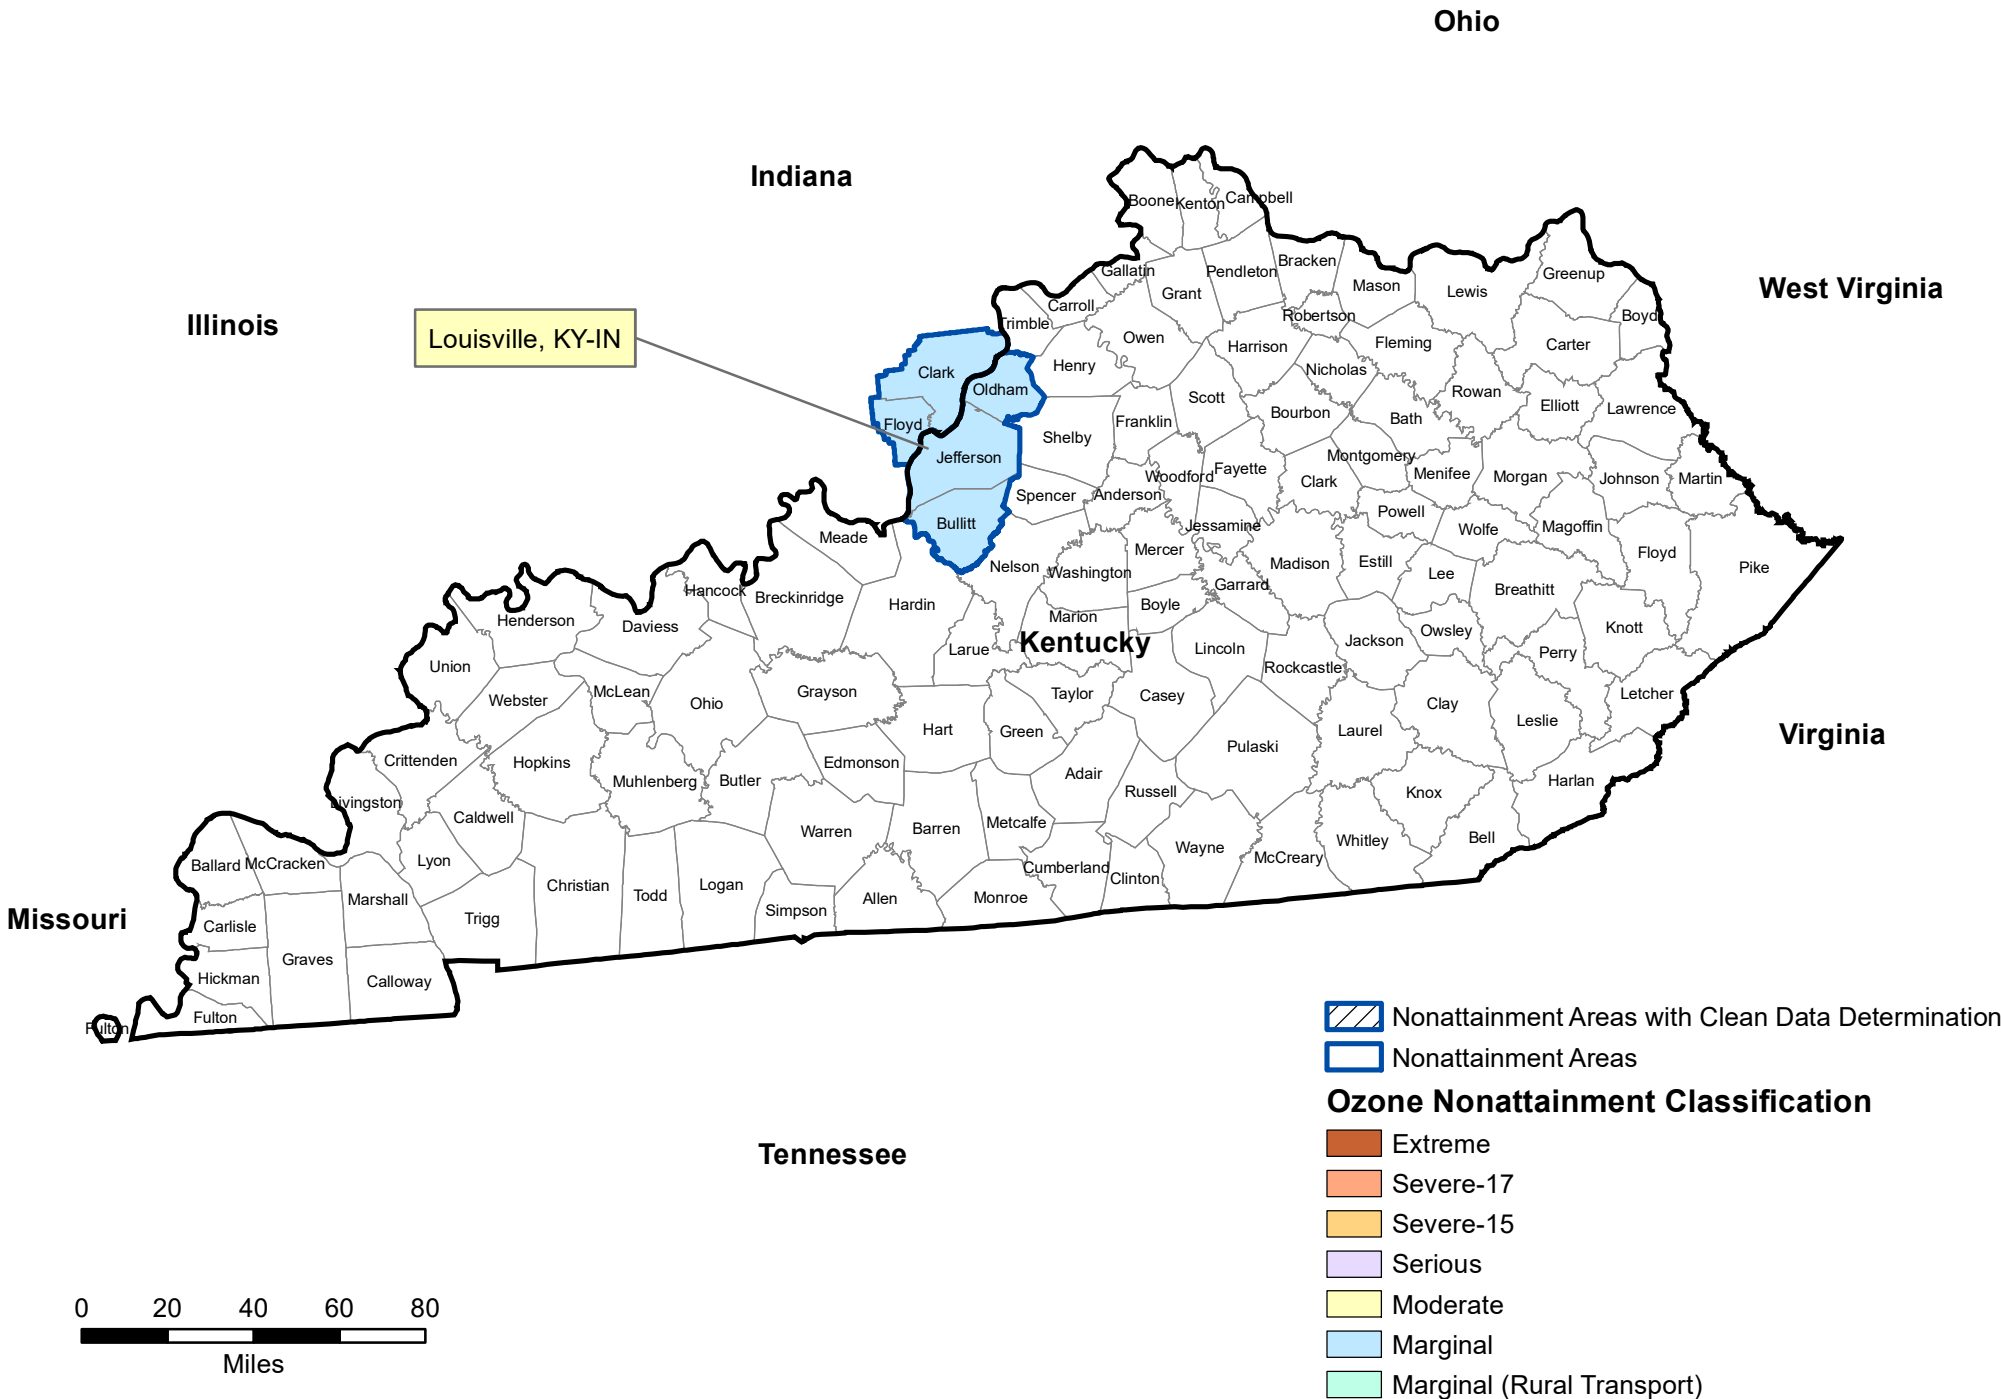 Ohio
Indiana
Illinois
West Virginia
Louisville, KY-IN
Virginia
Missouri
Tennessee
Kentucky
Boone
Kenton
Campbell
Gallatin
Pendleton
Bracken
Mason
Lewis
Greenup
Boyd
Carroll
Grant
Robertson
Trimble
Owen
Harrison
Fleming
Carter
Clark
Oldham
Henry
Nicholas
Rowan
Elliott
Lawrence
Scott
Floyd
Franklin
Bourbon
Bath
Jefferson
Shelby
Montgomery
Woodford
Fayette
Clark
Menifee
Morgan
Johnson
Martin
Spencer
Anderson
Bullitt
Jessamine
Powell
Wolfe
Magoffin
Meade
Mercer
Floyd
Nelson
Washington
Madison
Estill
Lee
Pike
Hancock
Breckinridge
Hardin
Garrard
Breathitt
Henderson
Daviess
Marion
Boyle
Knott
Union
Larue
Lincoln
Jackson
Owsley
Perry
Rockcastle
Webster
McLean
Ohio
Grayson
Taylor
Casey
Clay
Leslie
Letcher
Hart
Green
Pulaski
Laurel
Crittenden
Hopkins
Muhlenberg
Butler
Edmonson
Adair
Russell
Knox
Harlan
Livingston
Caldwell
Warren
Barren
Metcalfe
Wayne
Whitley
Bell
Ballard
McCracken
Lyon
Cumberland
Clinton
McCreary
Marshall
Christian
Todd
Logan
Simpson
Allen
Monroe
Carlisle
Trigg
Graves
Hickman
Calloway
Fulton
Fulton
Nonattainment Areas with Clean Data Determination
Nonattainment Areas
Ozone Nonattainment Classification
Extreme
Severe-17
Severe-15
Serious
Moderate
Marginal
Marginal (Rural Transport)
0 20 40 60 80
Miles